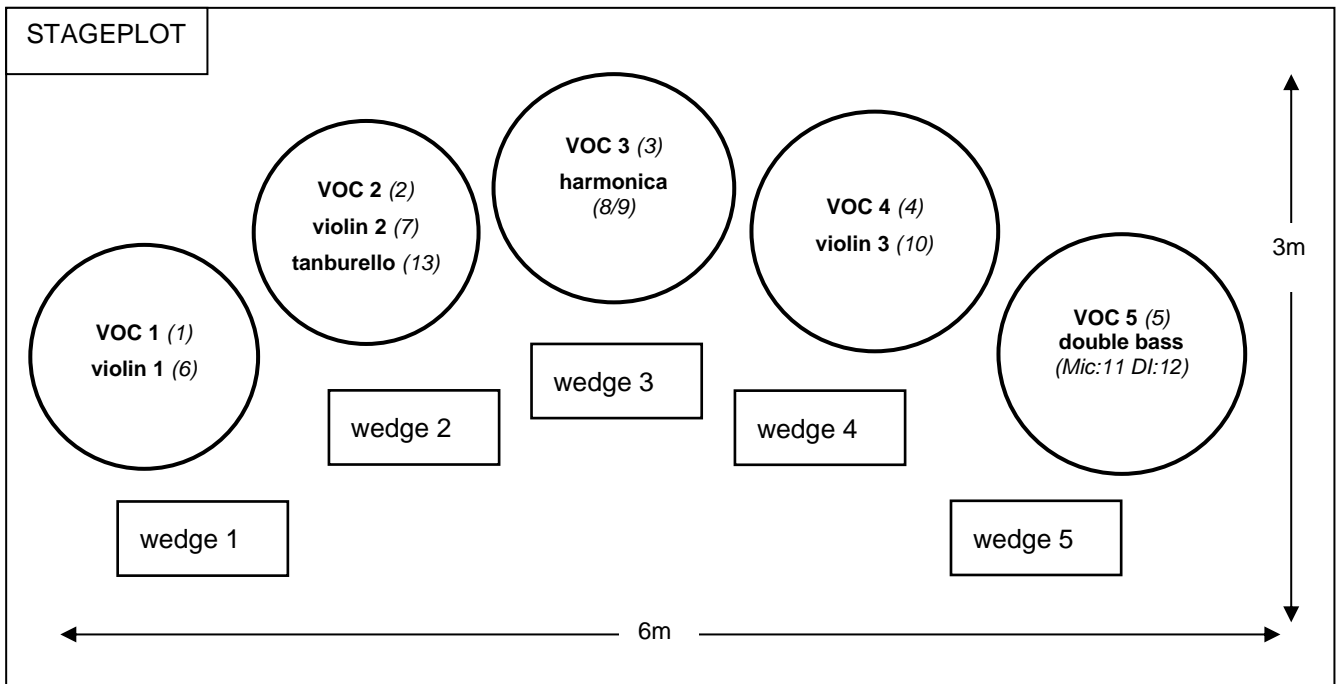 STAGEPLOT
VOC 1 (1)
violin 1 (6)
VOC 2 (2)
violin 2 (7)
tanburello (13)
VOC 3 (3)
harmonica
(8/9)
VOC 4 (4)
violin 3 (10)
VOC 5 (5)
double bass
(Mic:11 DI:12)
wedge 1
wedge 2
wedge 3
wedge 4
wedge 5
3m
6m